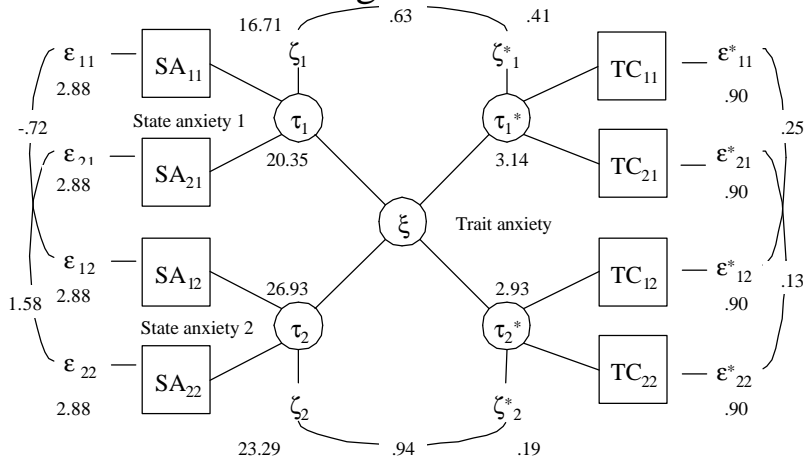 16.71 .63 .41
ε11 SA11 ζ1 ζ*1 TC11 ε*11
2.88 .90
-.72 State anxiety 1 τ1 τ1* .25
ε21 SA21 20.35 3.14 TC21 ε*21
2.88 .90
ξ Trait anxiety
ε12 SA12 26.93 2.93 TC12 ε*12
2.88 .90
1.58 State anxiety 2 τ2 τ2* .13
ε22 SA22 TC22 ε*22
2.88 ζ2 ζ*2 .90
23.29 .94 .19